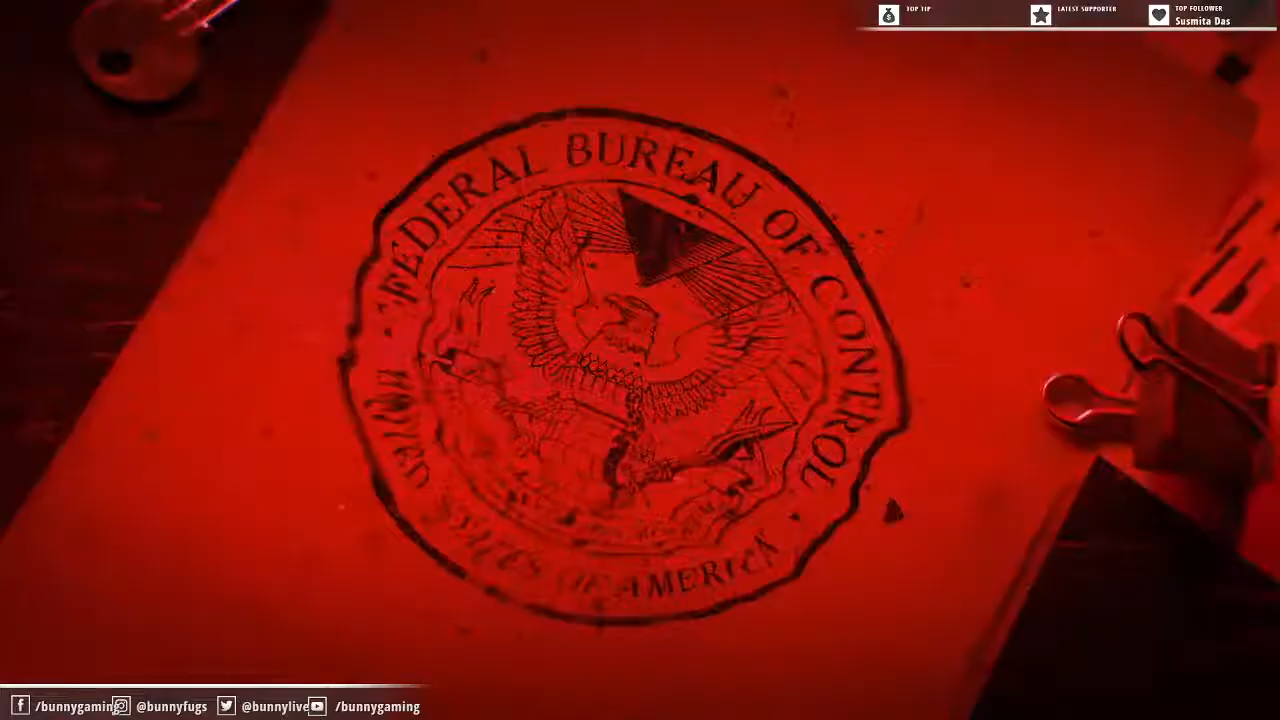 TOP TIP
LATEST SUPPORTER
TOP FOLLOWER
Susmita Das
FEDERAL BUREAU OF CONTROL
UNITED STATES OF AMERICA
/bunnygaming
@bunnyfugs
@bunnylive
/bunnygaming